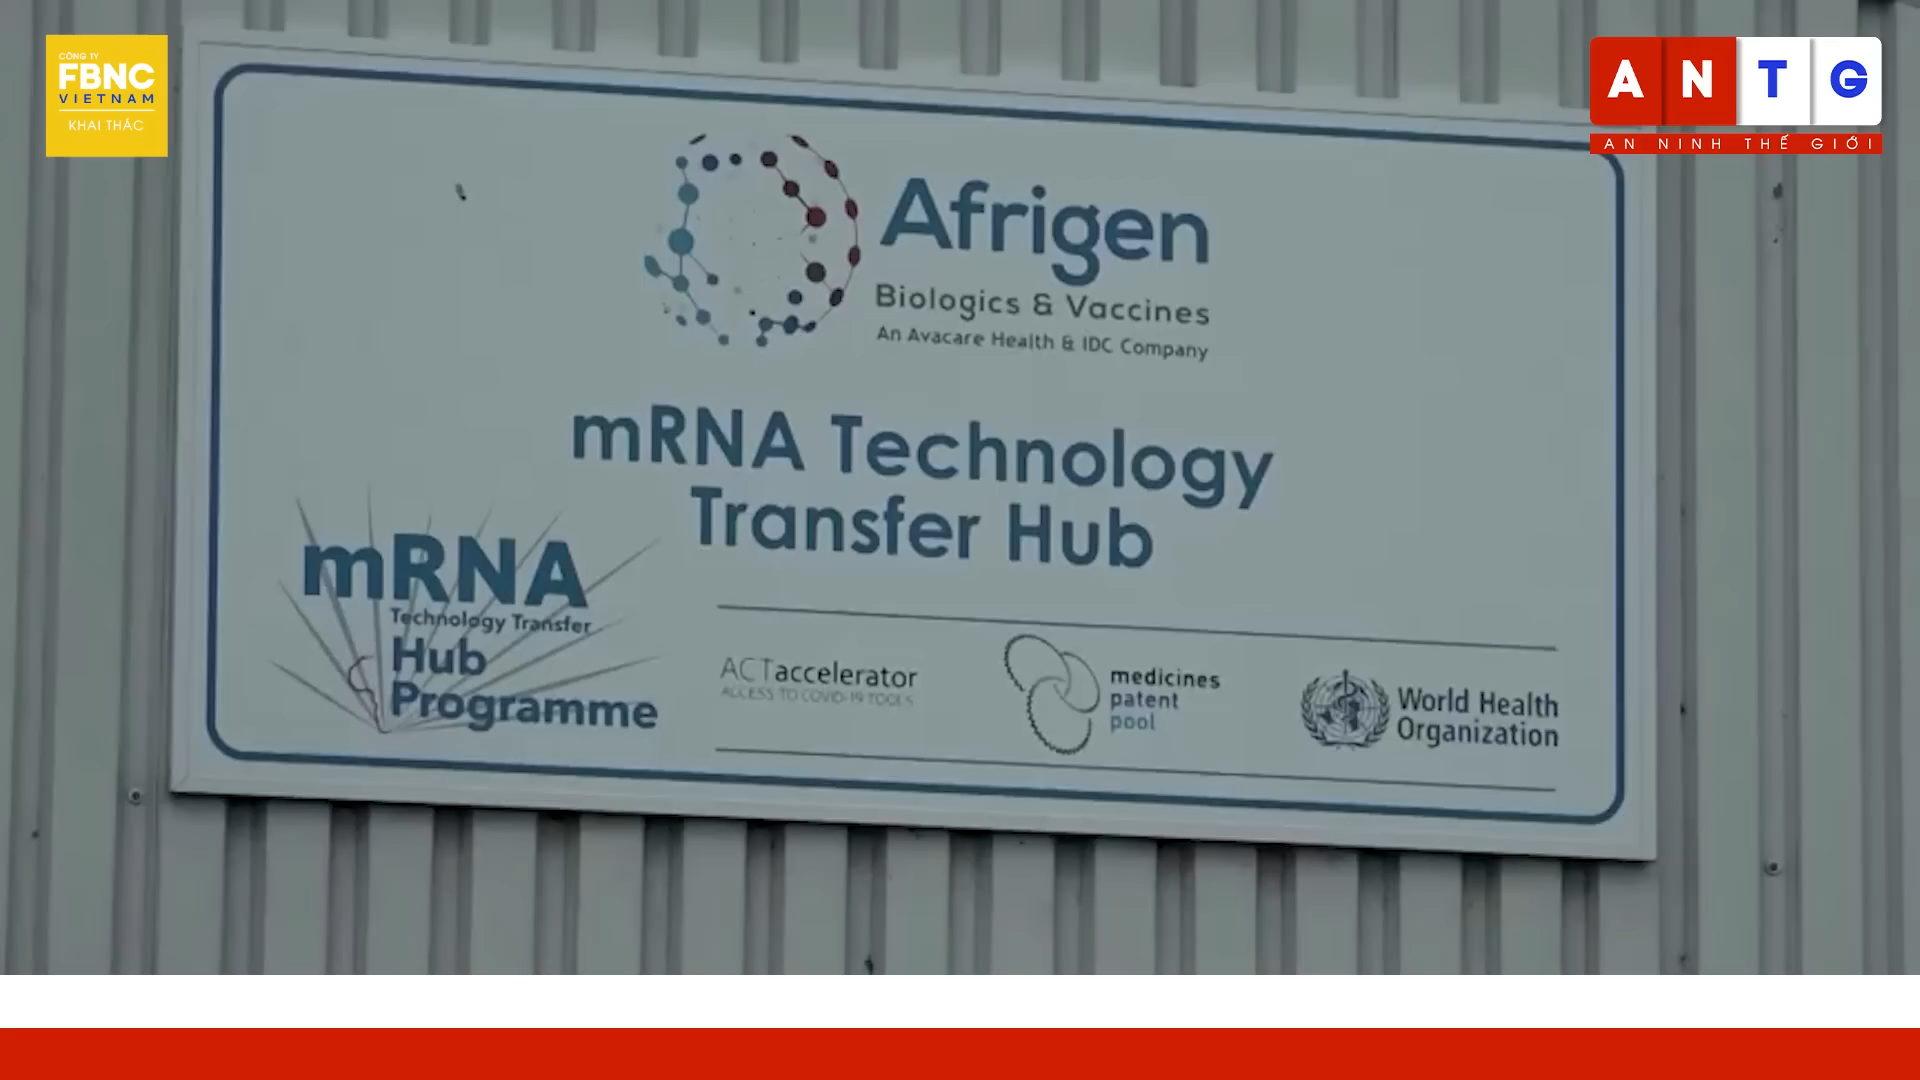 CÔNG TY
FBNC
VIETNAM
KHAI THÁC
A N T G
AN NINH THẾ GIỚI
Afrigen
Biologics & Vaccines
An Avacare Health & IDC Company
mRNA Technology
Transfer Hub
mRNA
Technology Transfer
Hub
Programme
ACTaccelerator
ACCESS TO COVID-19 TOOLS
medicines
patent
pool
World Health
Organization